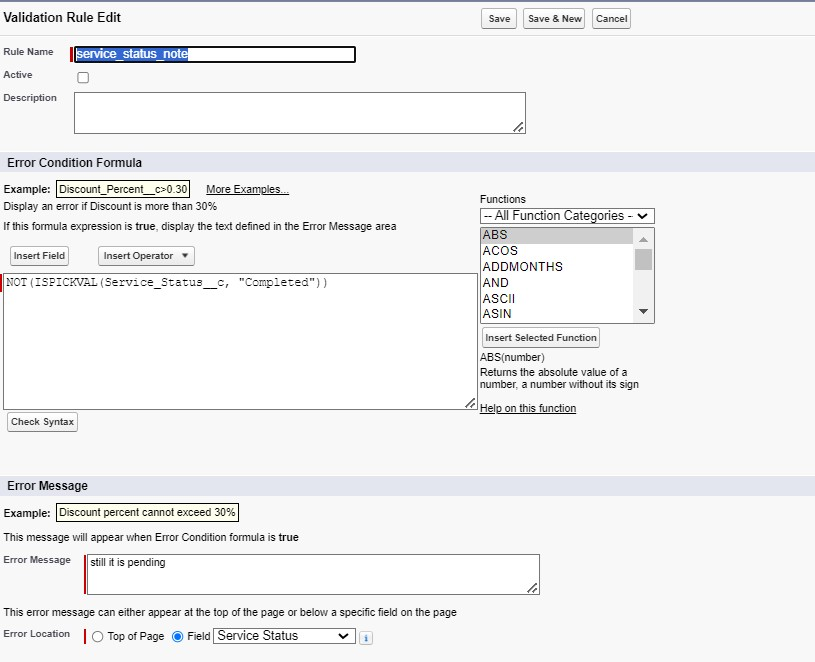 Validation Rule Edit
Save
Save & New
Cancel
Rule Name
service_status_note
Active
Description
Error Condition Formula
Example: Discount_Percent__c>0.30 More Examples...
Display an error if Discount is more than 30%
If this formula expression is true, display the text defined in the Error Message area
Insert Field
Insert Operator
NOT(ISPICKVAL(Service_Status__c, "Completed"))
Functions
-- All Function Categories --
ABS
ACOS
ADDMONTHS
AND
ASCII
ASIN
Insert Selected Function
ABS(number)
Returns the absolute value of a
number, a number without its sign
Help on this function
Check Syntax
Error Message
Example: Discount percent cannot exceed 30%
This message will appear when Error Condition formula is true
Error Message
still it is pending
This error message can either appear at the top of the page or below a specific field on the page
Error Location
Top of Page
Field
Service Status
i